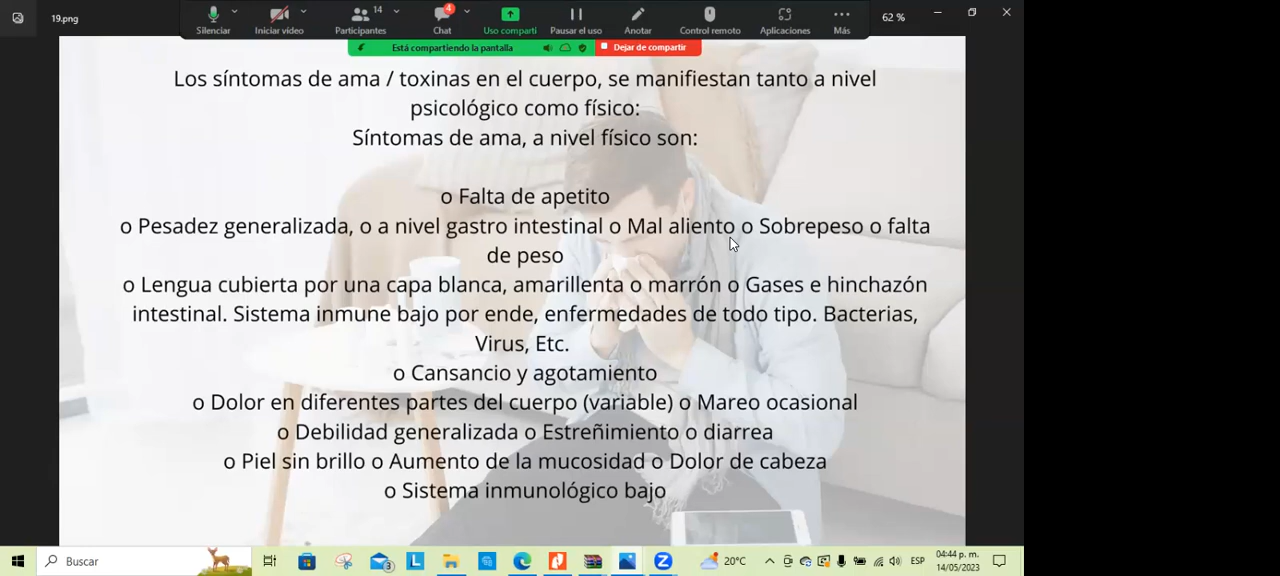 19.png
14
4
62 %
Silenciar
Iniciar vídeo
Participantes
Chat
Uso comparti
Pausar el uso
Anotar
Control remoto
Aplicaciones
Más
Está compartiendo la pantalla
Dejar de compartir
Los síntomas de ama / toxinas en el cuerpo, se manifiestan tanto a nivel
psicológico como físico:
Síntomas de ama, a nivel físico son:
o Falta de apetito
o Pesadez generalizada, o a nivel gastro intestinal o Mal aliento o Sobrepeso o falta
de peso
o Lengua cubierta por una capa blanca, amarillenta o marrón o Gases e hinchazón
intestinal. Sistema inmune bajo por ende, enfermedades de todo tipo. Bacterias,
Virus, Etc.
o Cansancio y agotamiento
o Dolor en diferentes partes del cuerpo (variable) o Mareo ocasional
o Debilidad generalizada o Estreñimiento o diarrea
o Piel sin brillo o Aumento de la mucosidad o Dolor de cabeza
o Sistema inmunológico bajo
Buscar
3
L
20°C
ESP
04:44 p. m.
14/05/2023